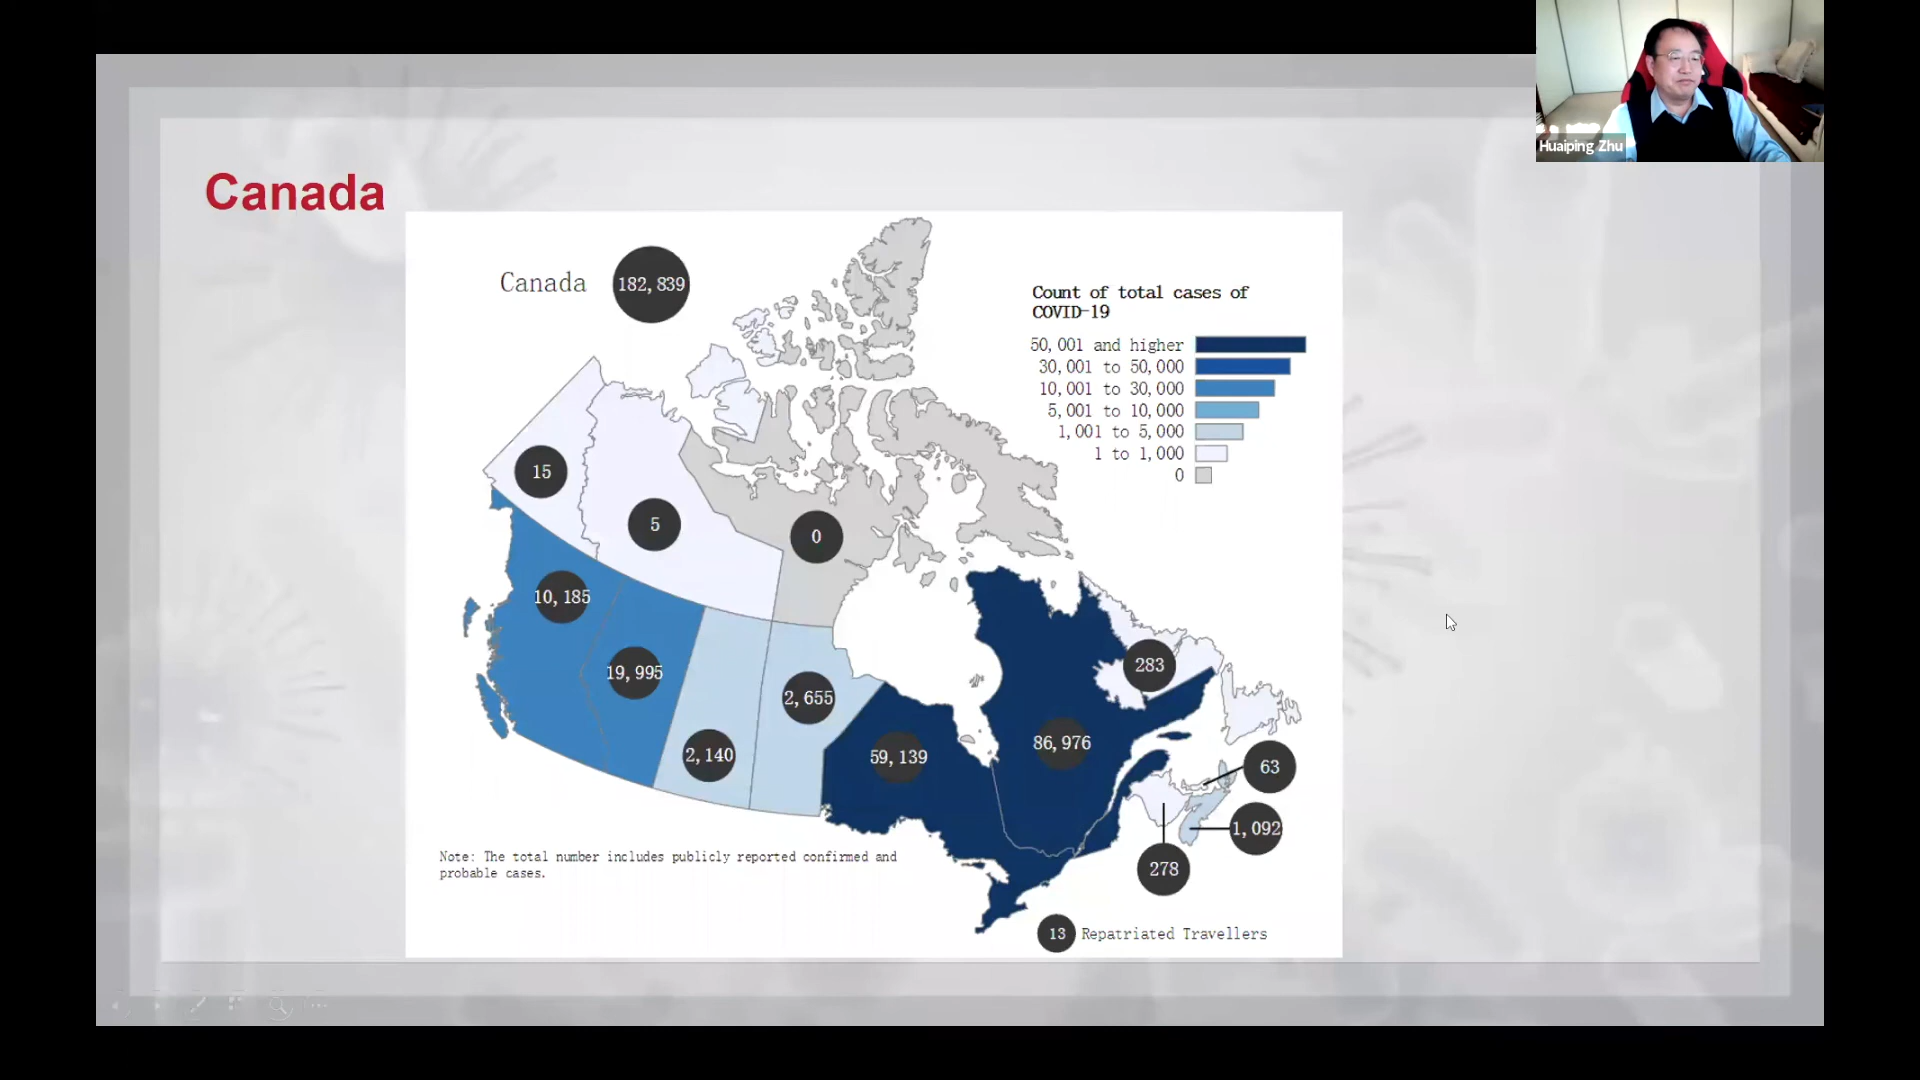 Huaiping Zhu
Canada
Canada 182,839
Count of total cases of
COVID-19
50,001 and higher
30,001 to 50,000
10,001 to 30,000
5,001 to 10,000
1,001 to 5,000
1 to 1,000
0
15
5
0
10,185
19,995
2,140
2,655
59,139
86,976
283
63
1,092
278
Note: The total number includes publicly reported confirmed and
probable cases.
13 Repatriated Travellers